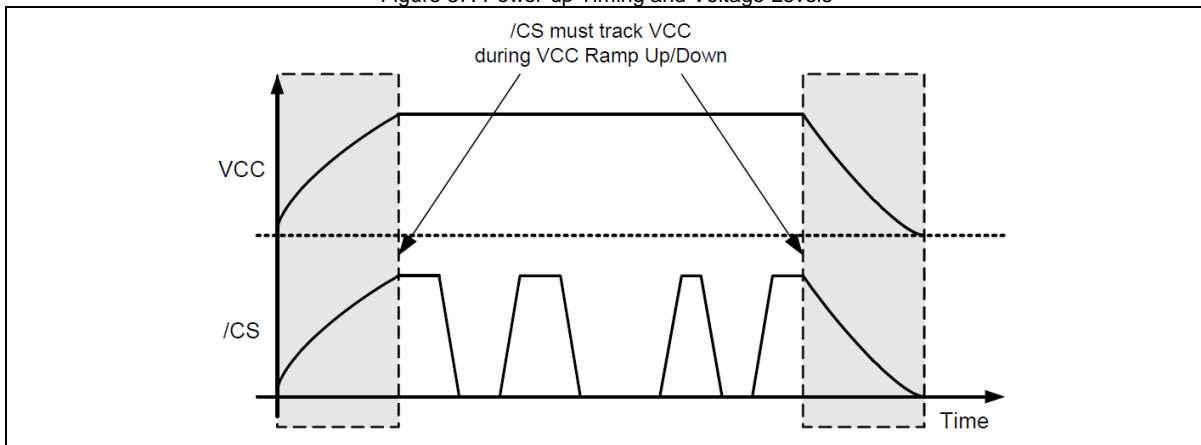 /CS must track VCC
during VCC Ramp Up/Down
VCC
/CS
Time